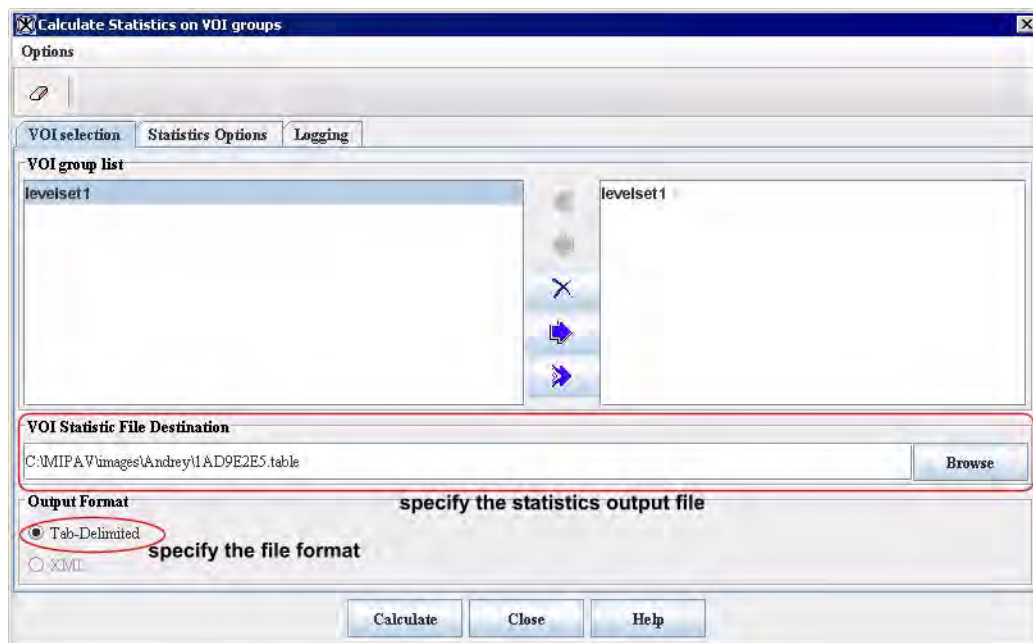 Calculate Statistics on VOI groups
Options
VOI selection
Statistics Options
Logging
VOI group list
levelset1
levelset1
VOI Statistic File Destination
C:\MIPAV\images\Andrey\1AD9E2E5.table
Browse
Output Format
specify the statistics output file
Tab-Delimited
specify the file format
XML
Calculate
Close
Help